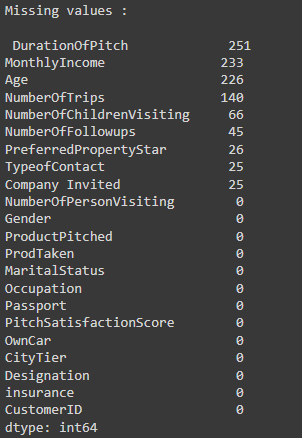 Missing values :
DurationOfPitch 251
MonthlyIncome 233
Age 226
NumberOfTrips 140
NumberOfChildrenVisiting 66
NumberOfFollowups 45
PreferredPropertyStar 26
TypeofContact 25
Company Invited 25
NumberOfPersonVisiting 0
Gender 0
ProductPitched 0
ProdTaken 0
MaritalStatus 0
Occupation 0
Passport 0
PitchSatisfactionScore 0
OwnCar 0
CityTier 0
Designation 0
insurance 0
CustomerID 0
dtype: int64